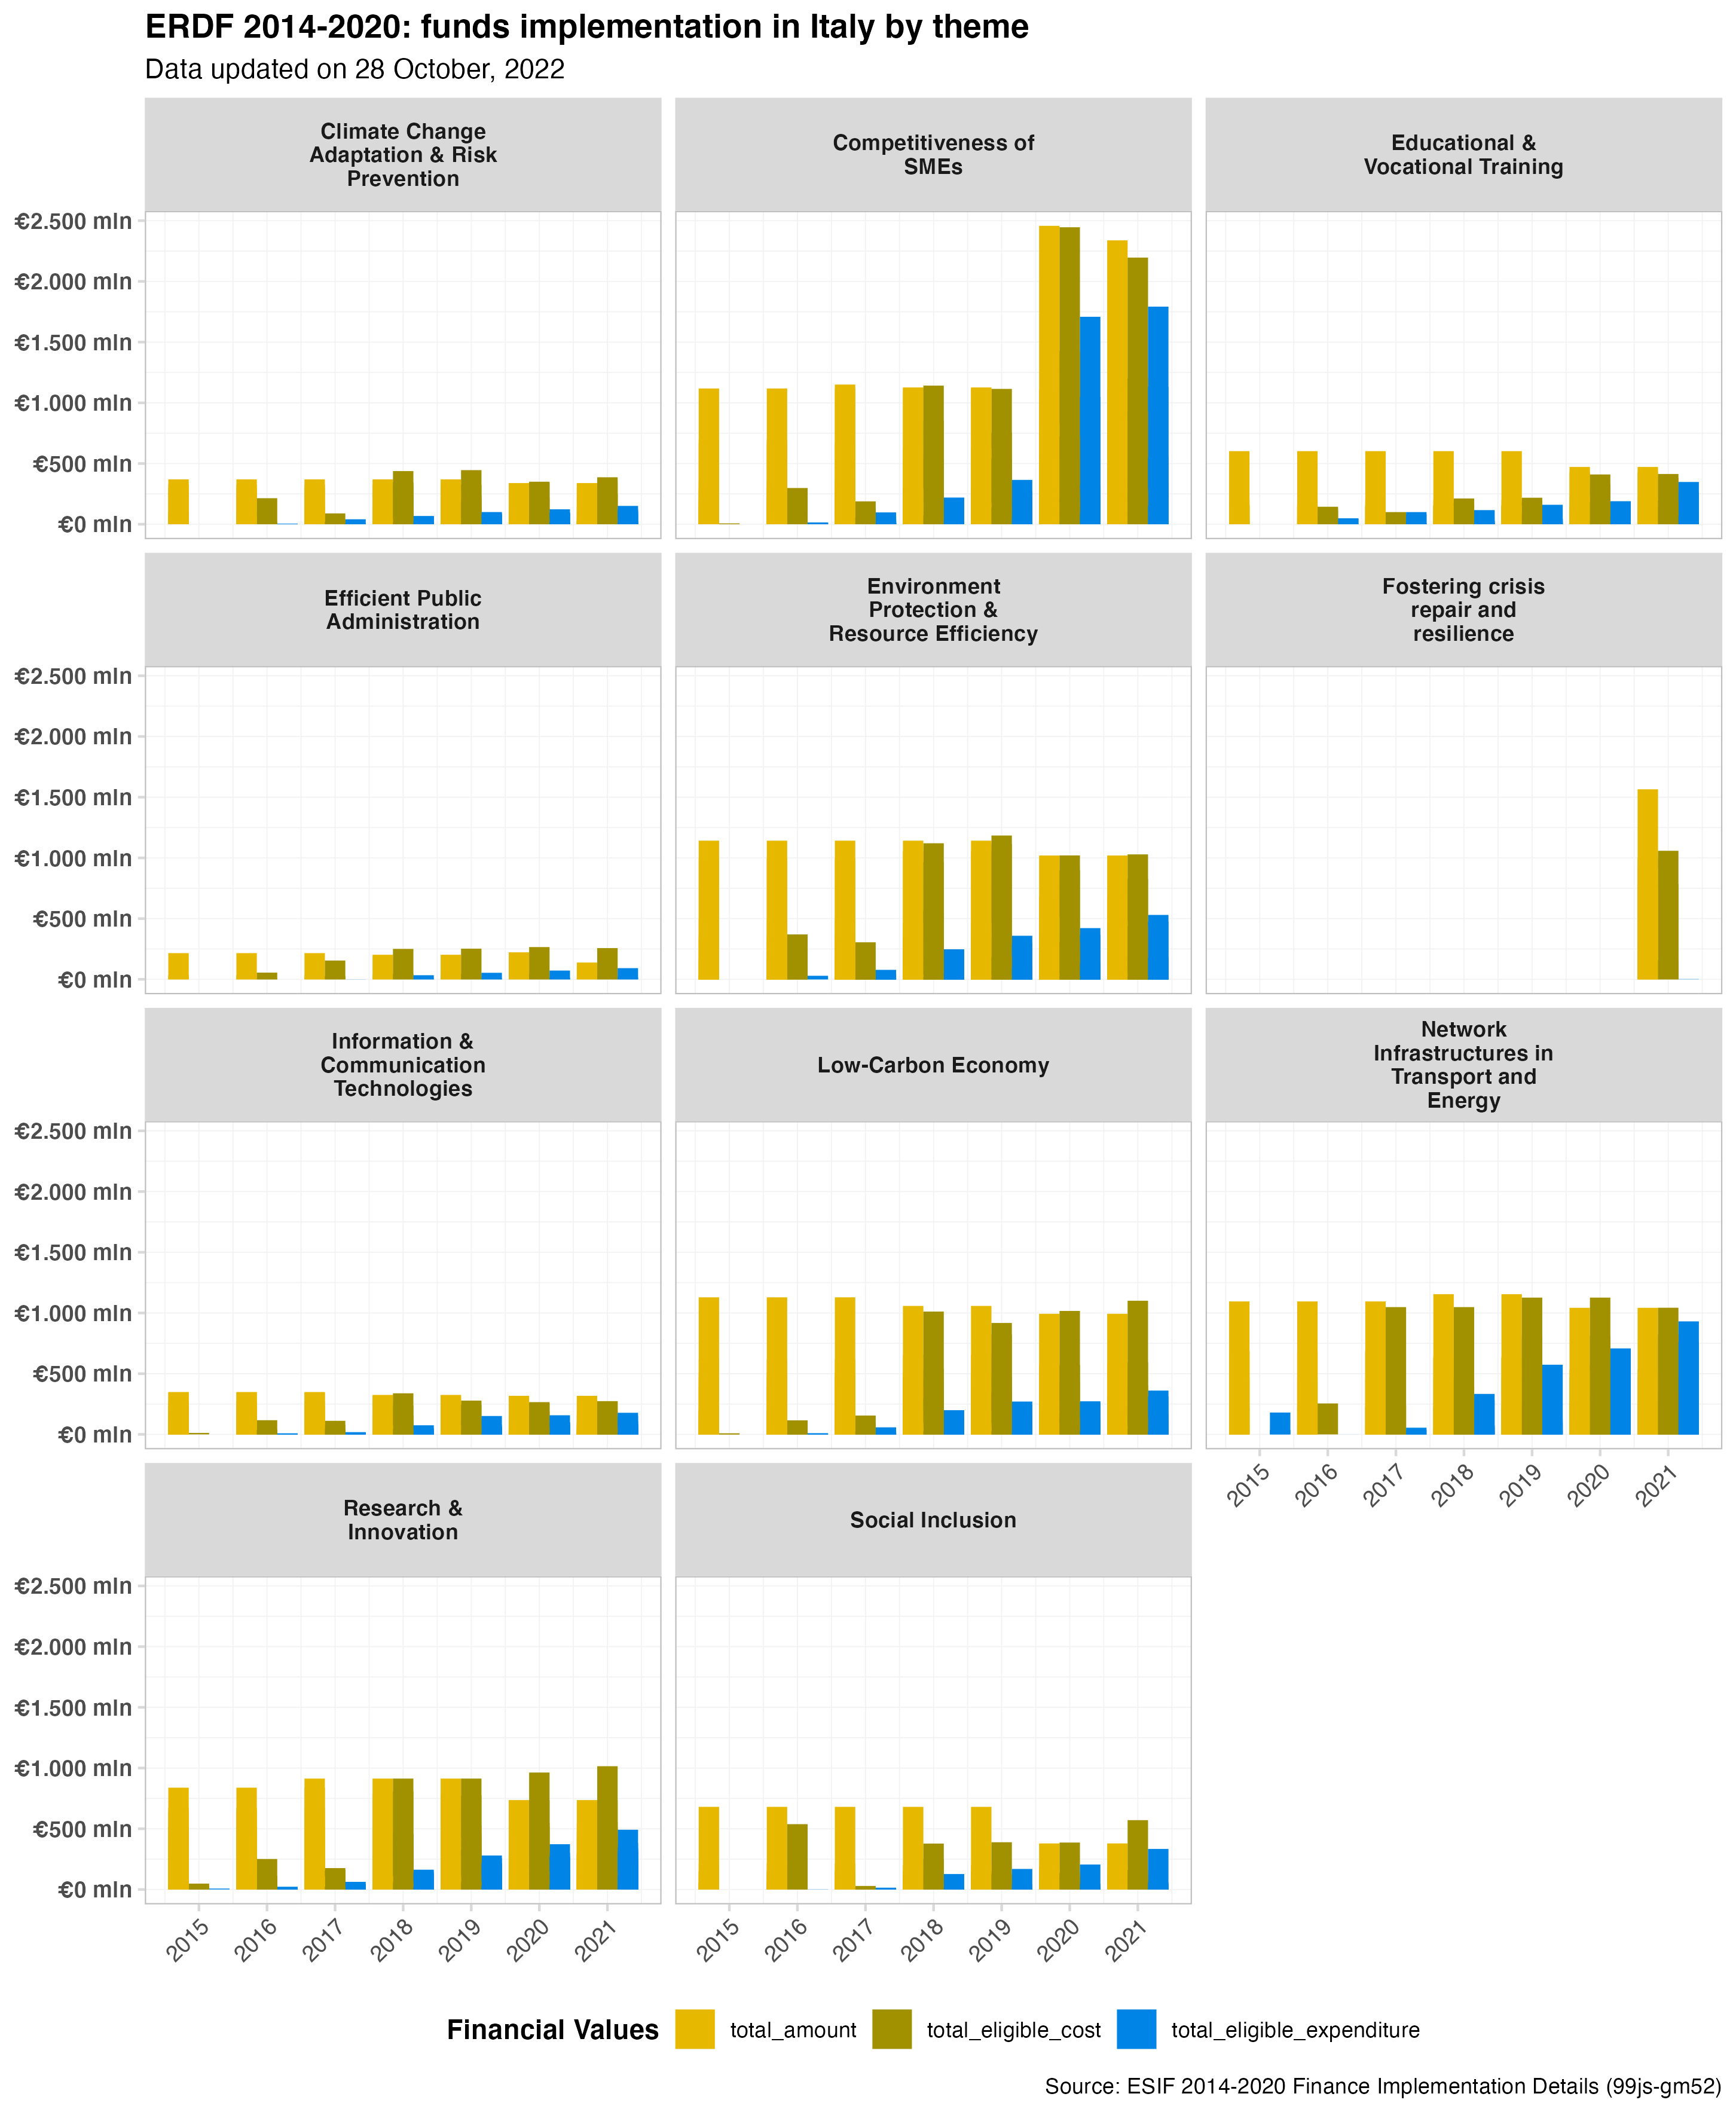 ERDF 2014-2020: funds implementation in Italy by theme
Data updated on 28 October, 2022
Climate Change
Adaptation & Risk
Prevention
Competitiveness of
SMEs
Educational &
Vocational Training
€2.500 mln
€2.000 mln
€1.500 mln
€1.000 mln
€500 mln
€0 mln
Efficient Public
Administration
Environment
Protection &
Resource Efficiency
Fostering crisis
repair and
resilience
€2.500 mln
€2.000 mln
€1.500 mln
€1.000 mln
€500 mln
€0 mln
Information &
Communication
Technologies
Low-Carbon Economy
Network
Infrastructures in
Transport and
Energy
€2.500 mln
€2.000 mln
€1.500 mln
€1.000 mln
€500 mln
€0 mln
2015 2016 2017 2018 2019 2020 2021
Research &
Innovation
Social Inclusion
€2.500 mln
€2.000 mln
€1.500 mln
€1.000 mln
€500 mln
€0 mln
2015 2016 2017 2018 2019 2020 2021
2015 2016 2017 2018 2019 2020 2021
Financial Values total_amount total_eligible_cost total_eligible_expenditure
Source: ESIF 2014-2020 Finance Implementation Details (99js-gm52)